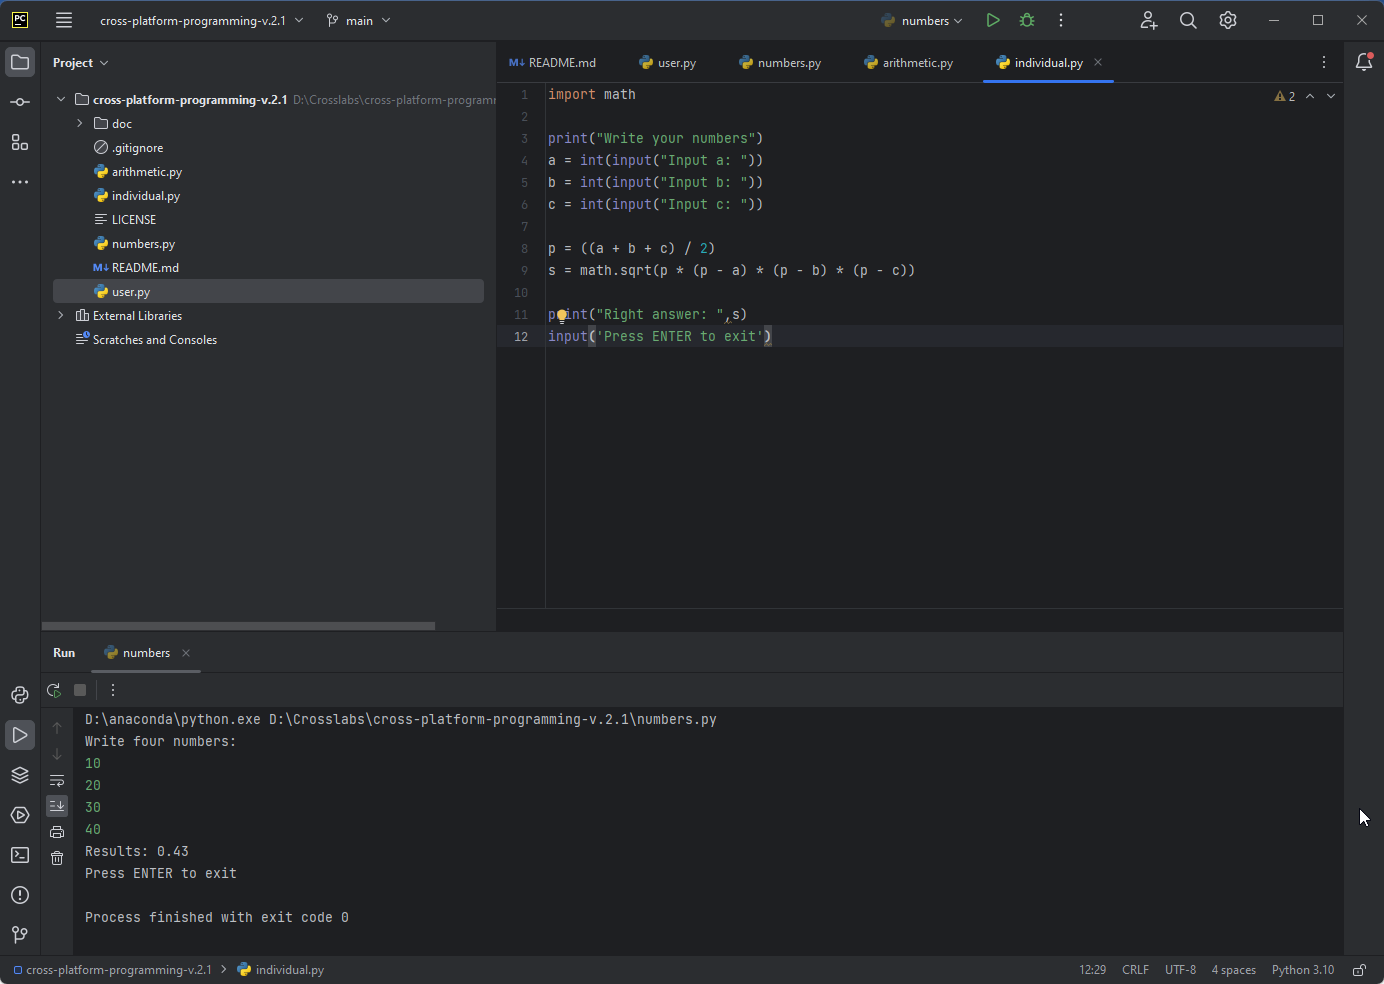 PC cross-platform-programming-v.2.1 main numbers
Project
cross-platform-programming-v.2.1 D:\Crosslabs\cross-platform-programm
doc
.gitignore
arithmetic.py
individual.py
LICENSE
numbers.py
M↓ README.md
user.py
External Libraries
Scratches and Consoles
M↓ README.md user.py numbers.py arithmetic.py individual.py
2
1 import math
2
3 print("Write your numbers")
4 a = int(input("Input a: "))
5 b = int(input("Input b: "))
6 c = int(input("Input c: "))
7
8 p = ((a + b + c) / 2)
9 s = math.sqrt(p * (p - a) * (p - b) * (p - c))
10
11 print("Right answer: ",s)
12 input('Press ENTER to exit')
Run numbers
D:\anaconda\python.exe D:\Crosslabs\cross-platform-programming-v.2.1\numbers.py
Write four numbers:
10
20
30
40
Results: 0.43
Press ENTER to exit
Process finished with exit code 0
cross-platform-programming-v.2.1 > individual.py 12:29 CRLF UTF-8 4 spaces Python 3.10